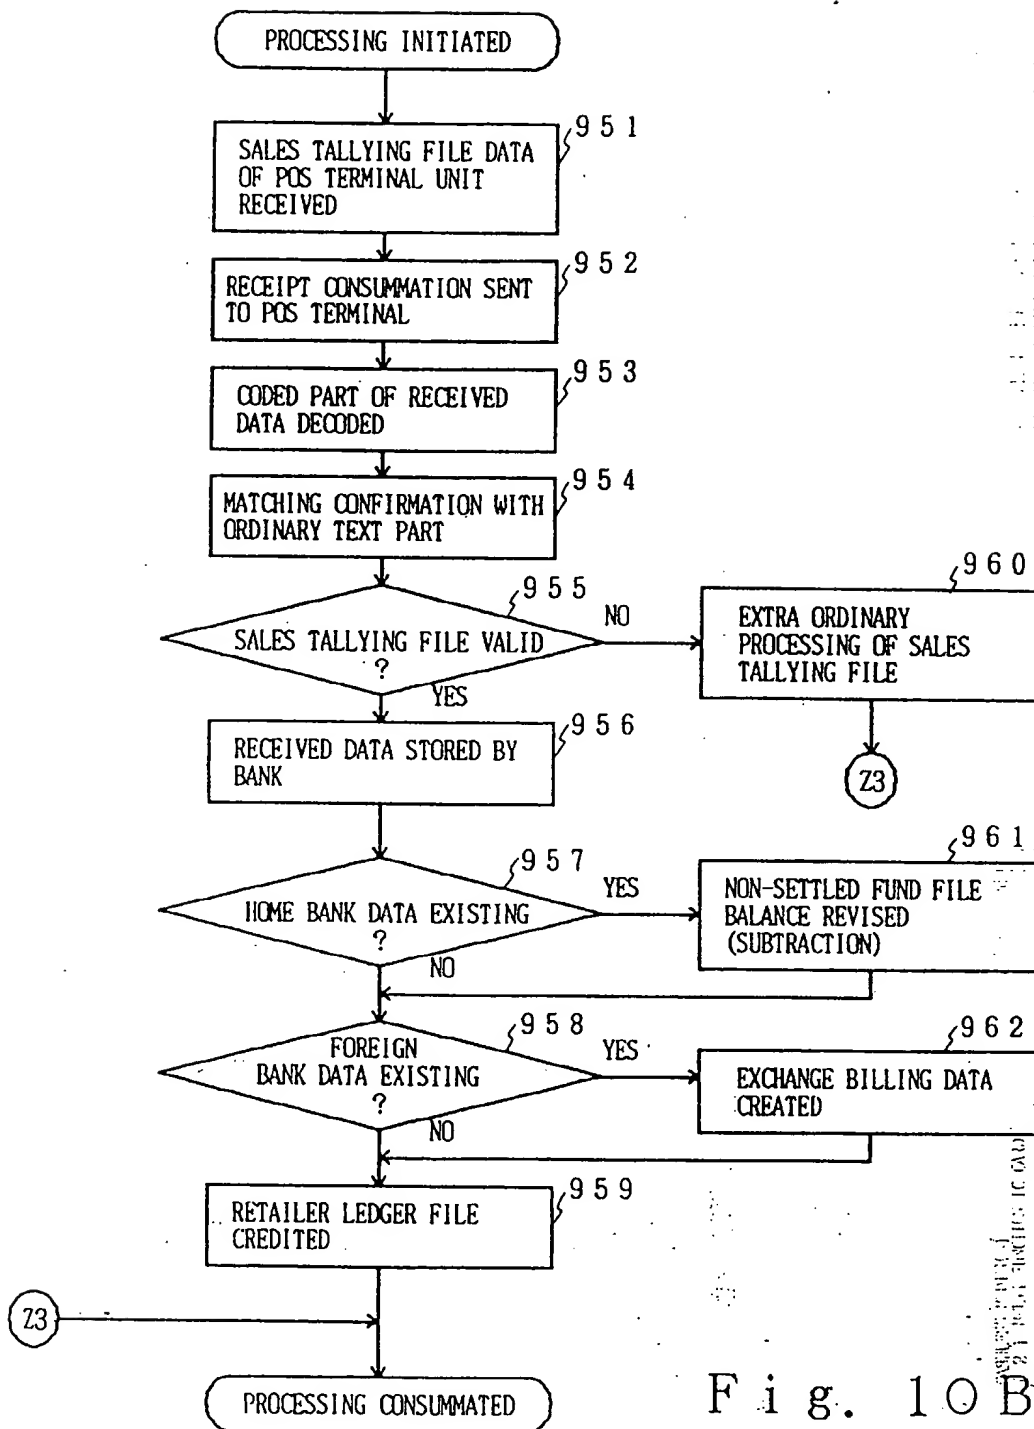 PROCESSING INITIATED
951
SALES TALLYING FILE DATA
OF POS TERMINAL UNIT
RECEIVED
952
RECEIPT CONSUMMATION SENT
TO POS TERMINAL
953
CODED PART OF RECEIVED
DATA DECODED
954
MATCHING CONFIRMATION WITH
ORDINARY TEXT PART
955
SALES TALLYING FILE VALID
?
NO
YES
960
EXTRA ORDINARY
PROCESSING OF SALES
TALLYING FILE
Z3
956
RECEIVED DATA STORED BY
BANK
957
HOME BANK DATA EXISTING
?
YES
NO
961
NON-SETTLED FUND FILE
BALANCE REVISED
(SUBTRACTION)
958
FOREIGN
BANK DATA EXISTING
?
YES
NO
962
EXCHANGE BILLING DATA
CREATED
959
RETAILER LEDGER FILE
CREDITED
Z3
PROCESSING CONSUMMATED
Fig. 10B